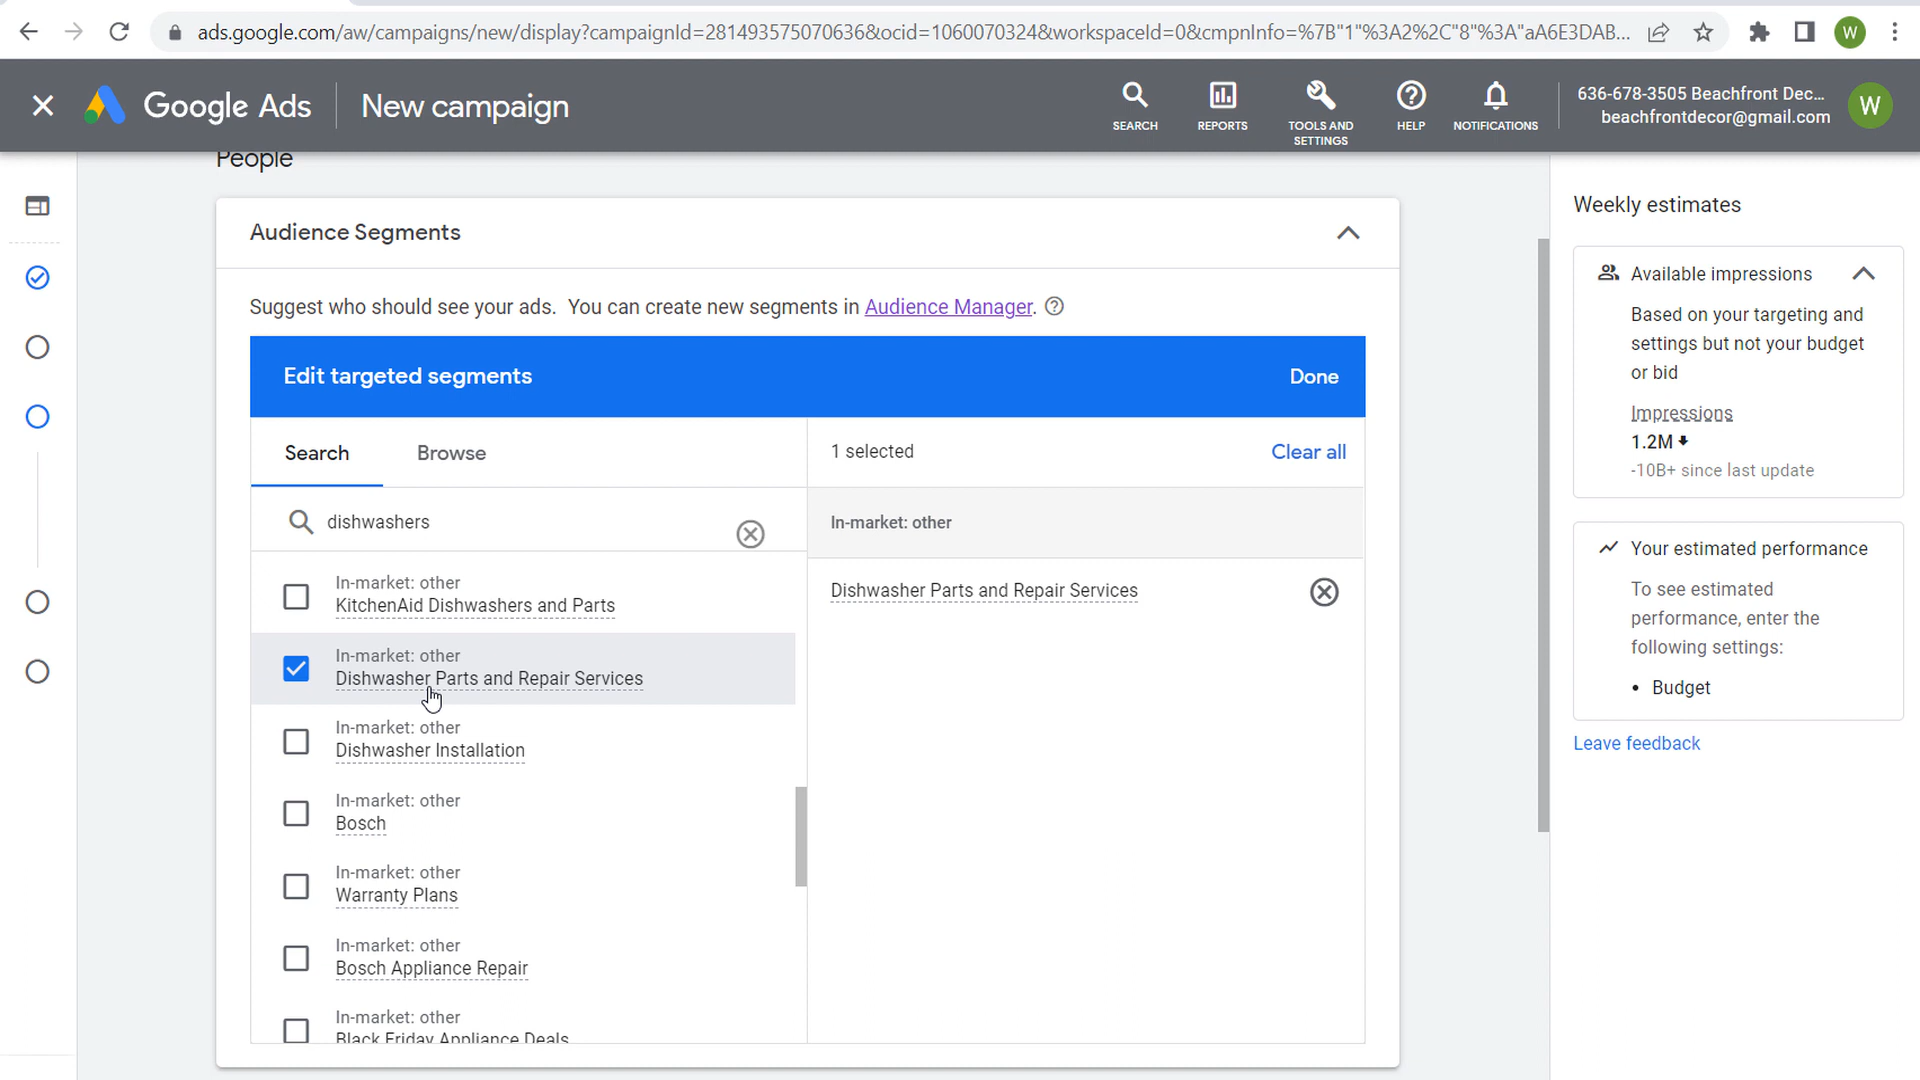 ads.google.com/aw/campaigns/new/display?campaignId=281493575070636&ocid=1060070324&workspaceId=0&cmpnInfo=%7B"1"%3A2%2C"8"%3A"aA6E3DAB...
W
Google Ads
New campaign
SEARCH
REPORTS
TOOLS AND
SETTINGS
HELP
NOTIFICATIONS
636-678-3505 Beachfront Dec...
beachfrontdecor@gmail.com
W
People
Audience Segments
Suggest who should see your ads. You can create new segments in Audience Manager.
Edit targeted segments
Done
Search
Browse
1 selected
Clear all
dishwashers
In-market: other
In-market: other
KitchenAid Dishwashers and Parts
Dishwasher Parts and Repair Services
In-market: other
Dishwasher Parts and Repair Services
In-market: other
Dishwasher Installation
In-market: other
Bosch
In-market: other
Warranty Plans
In-market: other
Bosch Appliance Repair
In-market: other
Black Friday Appliance Deals
Weekly estimates
Available impressions
Based on your targeting and
settings but not your budget
or bid
Impressions
1.2M
-10B+ since last update
Your estimated performance
To see estimated
performance, enter the
following settings:
• Budget
Leave feedback